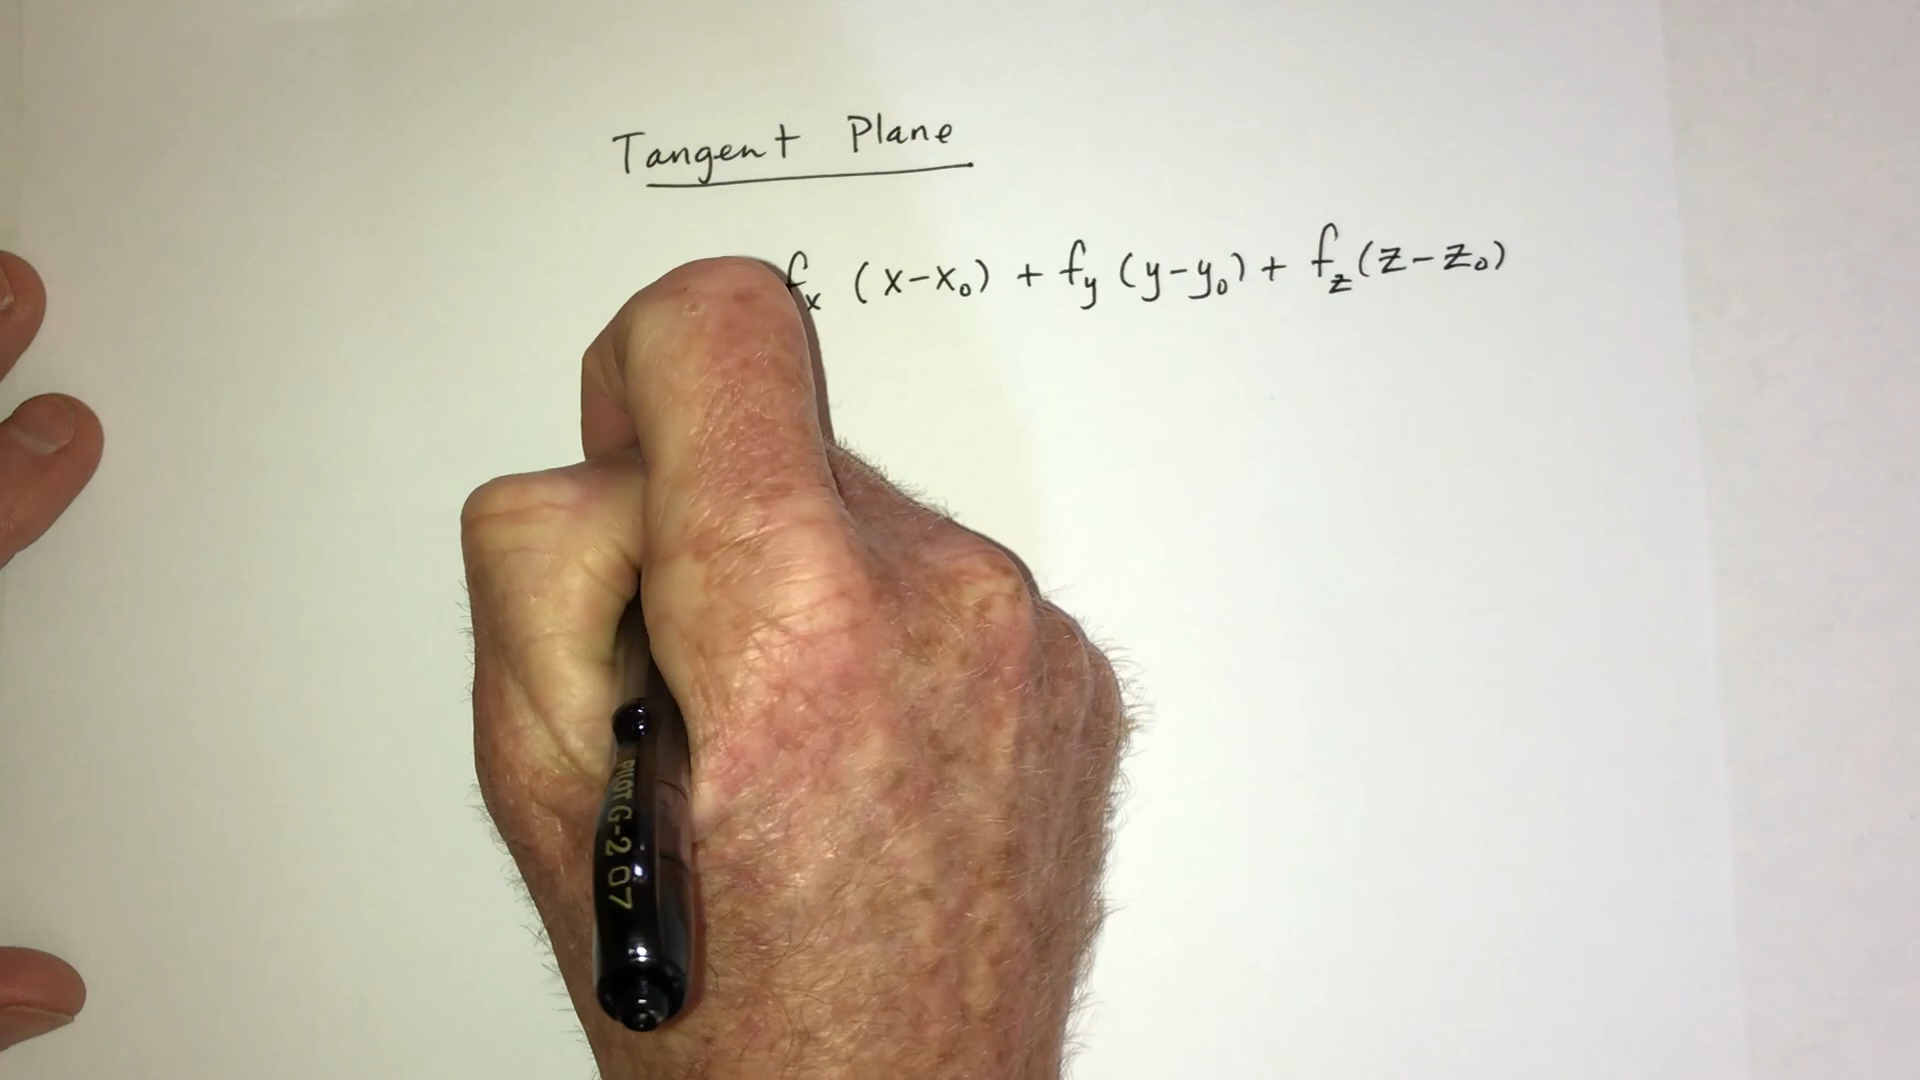 Tangent Plane
fx (x-x₀) + fy (y-y₀) + fz (z-z₀)
PILOT G-2 07